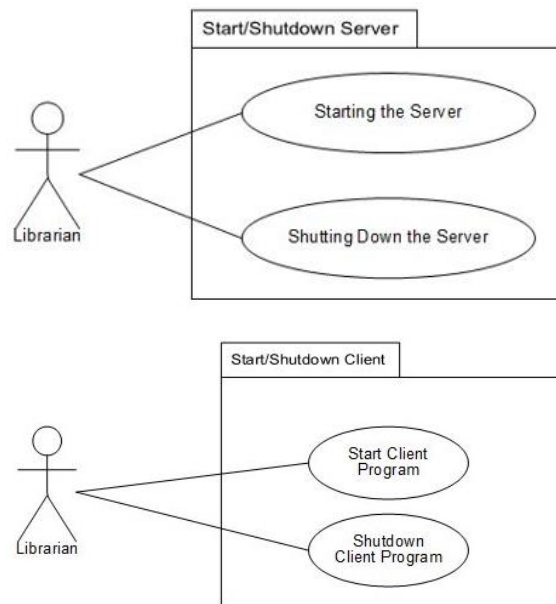 Start/Shutdown Server
Starting the Server
Shutting Down the Server
Librarian
Start/Shutdown Client
Start Client
Program
Shutdown
Client Program
Librarian